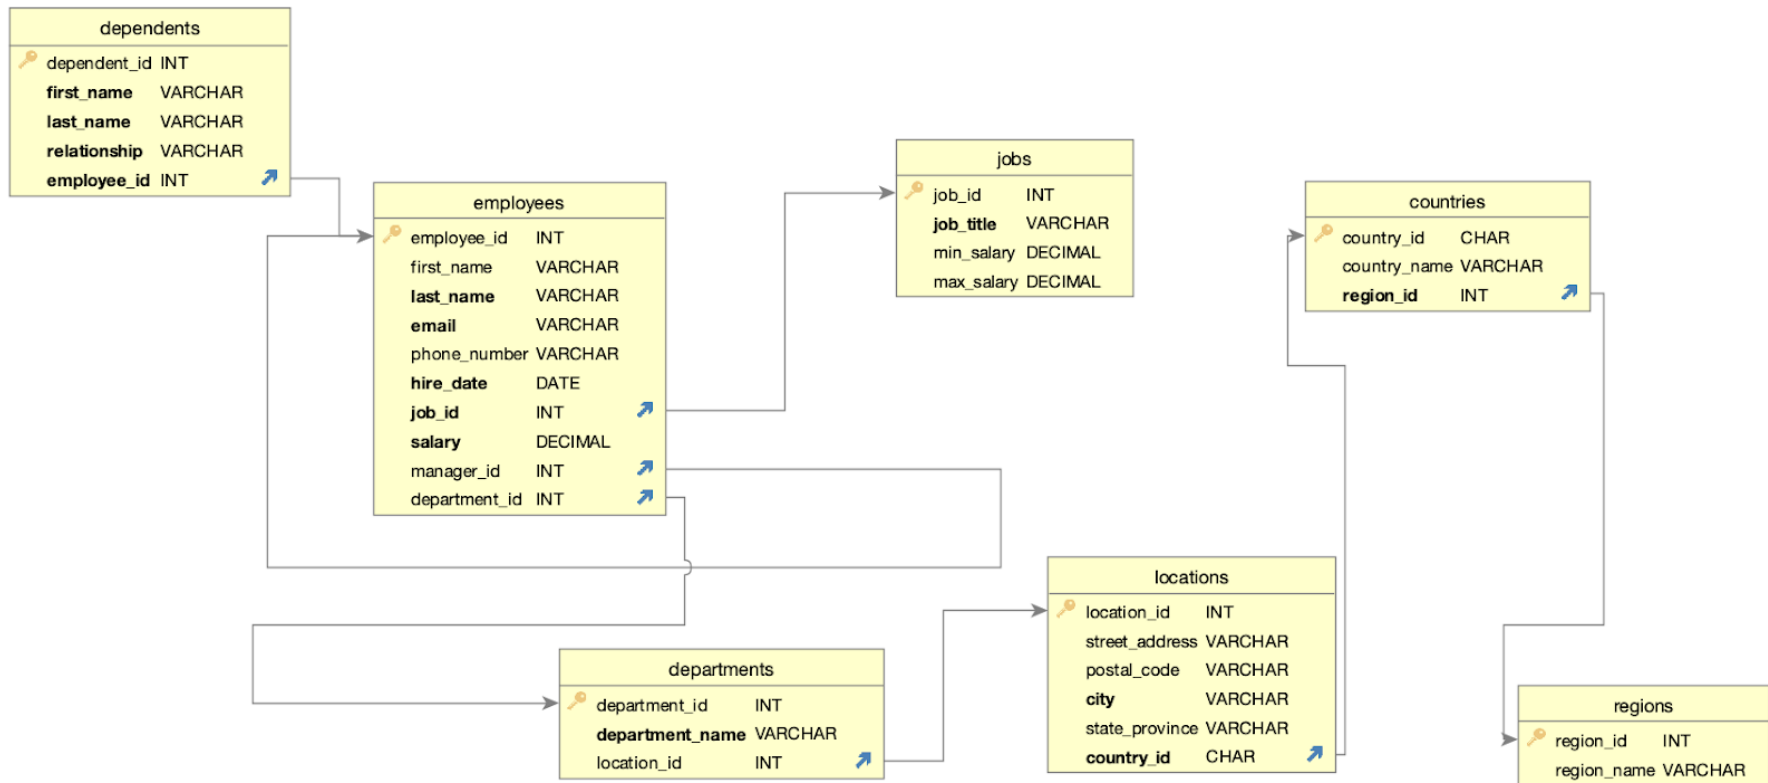 dependents
dependent_id INT
first_name VARCHAR
last_name VARCHAR
relationship VARCHAR
employee_id INT
employees
employee_id INT
first_name VARCHAR
last_name VARCHAR
email VARCHAR
phone_number VARCHAR
hire_date DATE
job_id INT
salary DECIMAL
manager_id INT
department_id INT
jobs
job_id INT
job_title VARCHAR
min_salary DECIMAL
max_salary DECIMAL
countries
country_id CHAR
country_name VARCHAR
region_id INT
departments
department_id INT
department_name VARCHAR
location_id INT
locations
location_id INT
street_address VARCHAR
postal_code VARCHAR
city VARCHAR
state_province VARCHAR
country_id CHAR
regions
region_id INT
region_name VARCHAR